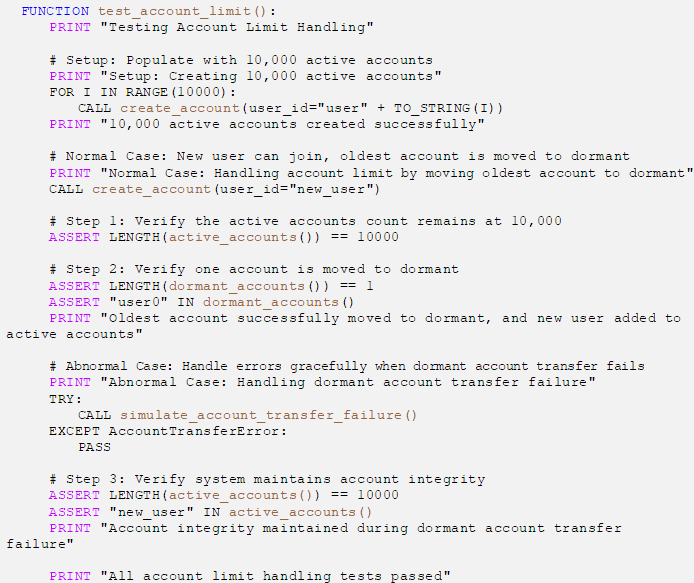 FUNCTION test_account_limit():
PRINT "Testing Account Limit Handling"
# Setup: Populate with 10,000 active accounts
PRINT "Setup: Creating 10,000 active accounts"
FOR I IN RANGE(10000):
CALL create_account(user_id="user" + TO_STRING(I))
PRINT "10,000 active accounts created successfully"
# Normal Case: New user can join, oldest account is moved to dormant
PRINT "Normal Case: Handling account limit by moving oldest account to dormant"
CALL create_account(user_id="new_user")
# Step 1: Verify the active accounts count remains at 10,000
ASSERT LENGTH(active_accounts()) == 10000
# Step 2: Verify one account is moved to dormant
ASSERT LENGTH(dormant_accounts()) == 1
ASSERT "user0" IN dormant_accounts()
PRINT "Oldest account successfully moved to dormant, and new user added to
active accounts"
# Abnormal Case: Handle errors gracefully when dormant account transfer fails
PRINT "Abnormal Case: Handling dormant account transfer failure"
TRY:
CALL simulate_account_transfer_failure()
EXCEPT AccountTransferError:
PASS
# Step 3: Verify system maintains account integrity
ASSERT LENGTH(active_accounts()) == 10000
ASSERT "new_user" IN active_accounts()
PRINT "Account integrity maintained during dormant account transfer
failure"
PRINT "All account limit handling tests passed"